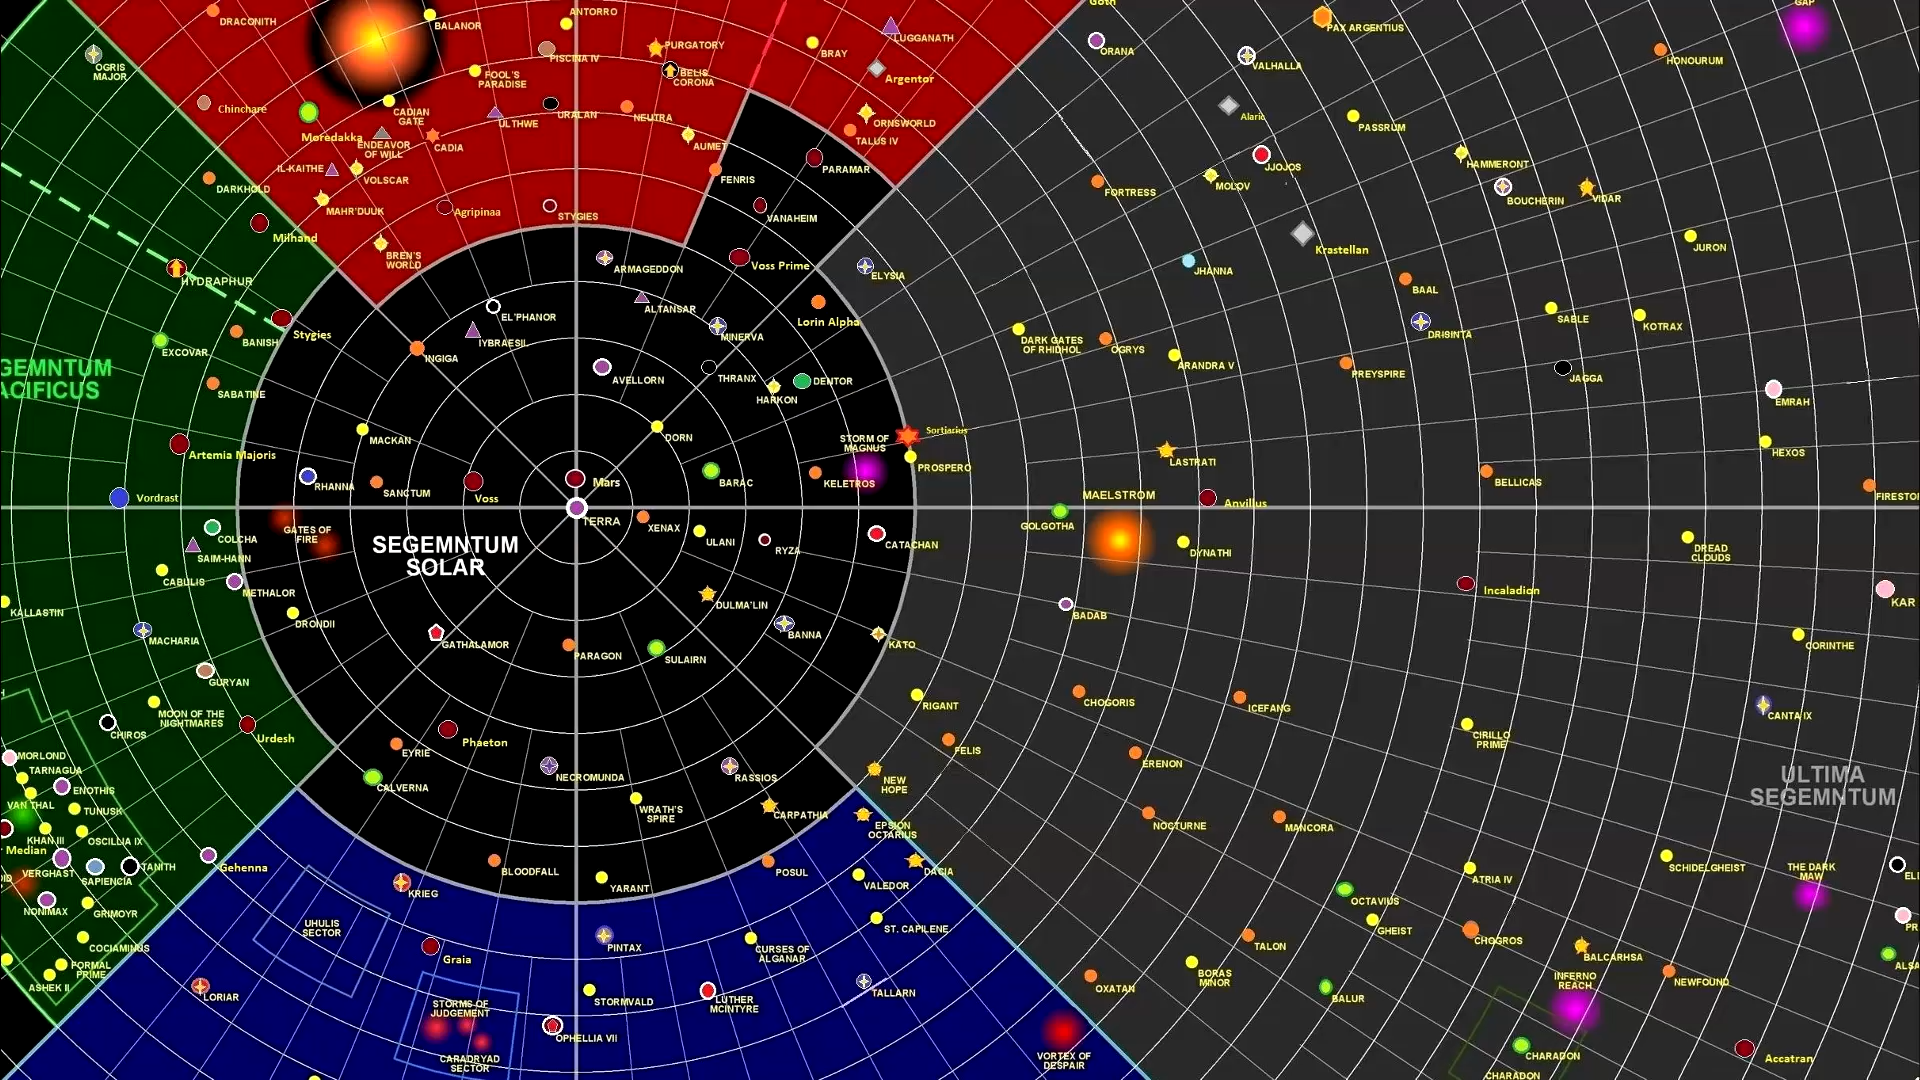 DRACONITH
BALANOR
ANTORRO
Goth
GAP
OGRIS
MAJOR
PISCINA IV
PURGATORY
BRAY
LUGGANATH
ORANA
VALHALLA
PAX ARGENTIUS
HONOURUM
FOOL'S
PARADISE
BELIS
CORONA
Argentor
Chinchare
CADIAN
GATE
ULTHWE
URALAN
NEUTRA
ORNSWORLD
Alaric
PASSRUM
Moredakka
ENDEAVOR
OF WILL
CADIA
AUMET
TALUS IV
IL-KAITHE
VOLSCAR
FENRIS
PARAMAR
JJOJOS
HAMMERONT
DARKHOLD
MAHR'DUUK
Agripinaa
STYGIES
VANAHEIM
FORTRESS
MOLOV
BOUCHERIN
VIDAR
Milhand
BREN'S
WORLD
ARMAGEDDON
Voss Prime
ELYSIA
JHANNA
Krastellan
JURON
HYDRAPHUR
ALTANSAR
BAAL
EL'PHANOR
IYBRAESIL
MINERVA
Lorin Alpha
DRISINTA
SABLE
KOTRAX
Stygies
BANISH
EXCOVAR
INGIGA
DARK GATES
OF RHIDHOL
OGRYS
ARANDRA V
PREYSPIRE
JAGGA
GEMENTUM
ACIFICUS
SABATINE
AVELLORN
THRANX
HARKON
DENTOR
EMRAH
MACKAN
DORN
STORM OF
MAGNUS
Sortiarius
Artemia Majoris
PROSPERO
LASTRATI
HEXOS
RHANNA
SANCTUM
Voss
Mars
BARAC
KELETROS
BELLICAS
Vordrast
TERRA
MAELSTROM
Anvillus
FIRESTO
GATES OF
FIRE
COLCHA
SAIM-HANN
SEGEMNTUM
SOLAR
XENAX
ULANI
RYZA
CATACHAN
GOLGOTHA
DYNATHI
DREAD
CLOUDS
CABULIS
METHALOR
Incaladion
KAR
KALLASTIN
DRONDII
DULMA'LIN
BADAB
MACHARIA
GATHALAMOR
PARAGON
SULAIRN
BANNA
KATO
CORINTHE
GURYAN
MOON OF THE
NIGHTMARES
CHIROS
Urdesh
RIGANT
CHOGORIS
ICEFANG
CANTA IX
MORLOND
TARNAGUA
EYRIE
Phaeton
FELIS
ERENON
CIRILLO
PRIME
ENOTHIS
CALVERNA
NECROMUNDA
RASSIOS
NEW
HOPE
ULTIMA
SEGEMNTUM
VAN THAL
TUNUSK
WRATH'S
SPIRE
CARPATHIA
EPSION
OCTARIUS
NOCTURNE
MANCORA
KHAN III
OSCILLIA IX
Median
VERGHAST
SAPIENCIA
TANITH
Gehenna
BLOODFALL
YARANT
POSUL
VALEDOR
DACIA
ATRIA IV
SCHIDELGHEIST
THE DARK
MAW
ELI
NONIMAX
GRIMOYR
KRIEG
OCTAVIUS
GHEIST
PR
UHULIS
SECTOR
COCIAMINUS
Graia
PINTAX
CURSES OF
ALGANAR
ST. CAPILENE
TALON
CHOGROS
BALCARHSA
ALSA
FORMAL
PRIME
ASHEK II
LORIAR
STORMS OF
JUDGEMENT
STORMVALD
LUTHER
MCINTYRE
TALLARN
OXATAN
BORAS
MINOR
BALUR
INFERNO
REACH
NEWFOUND
OPHELLIA VII
CARADRYAD
SECTOR
VORTEX OF
DESPAIR
CHARADON
CHARADON
Accatran